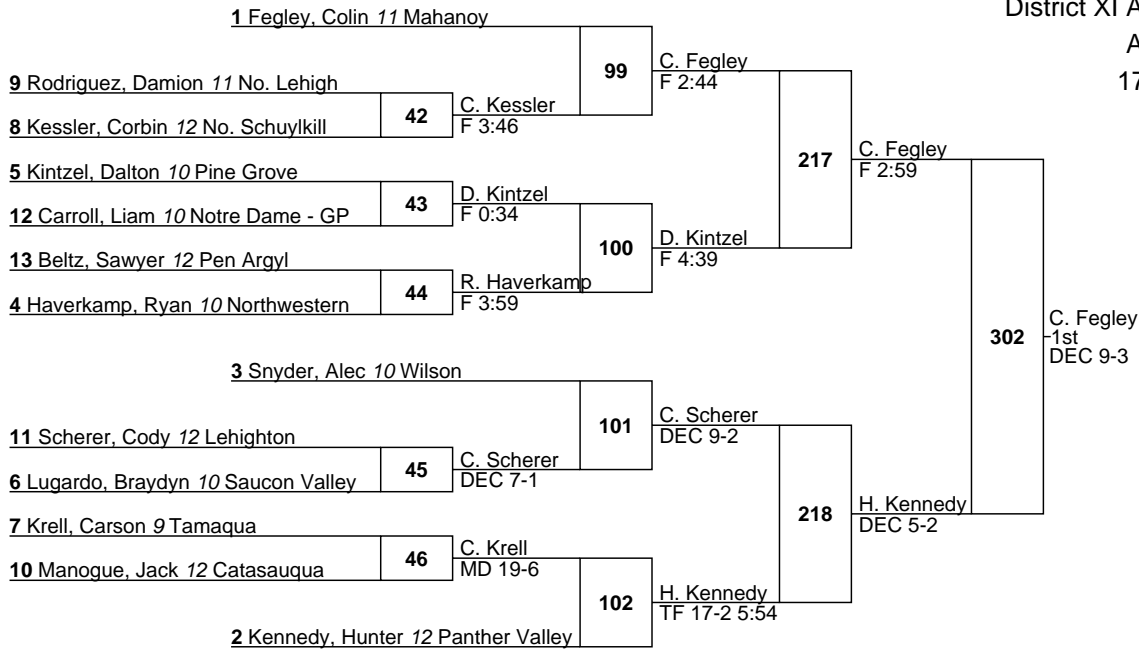 District XI A
A
17
1 Fegley, Colin 11 Mahanoy
99
C. Fegley
F 2:44
9 Rodriguez, Damion 11 No. Lehigh
42
C. Kessler
F 3:46
8 Kessler, Corbin 12 No. Schuylkill
217
C. Fegley
F 2:59
5 Kintzel, Dalton 10 Pine Grove
43
D. Kintzel
F 0:34
12 Carroll, Liam 10 Notre Dame - GP
100
D. Kintzel
F 4:39
13 Beltz, Sawyer 12 Pen Argyl
44
R. Haverkamp
F 3:59
4 Haverkamp, Ryan 10 Northwestern
302
C. Fegley
1st
DEC 9-3
3 Snyder, Alec 10 Wilson
101
C. Scherer
DEC 9-2
11 Scherer, Cody 12 Lehighton
45
C. Scherer
DEC 7-1
6 Lugardo, Braydyn 10 Saucon Valley
218
H. Kennedy
DEC 5-2
7 Krell, Carson 9 Tamaqua
46
C. Krell
MD 19-6
10 Manogue, Jack 12 Catasauqua
102
H. Kennedy
TF 17-2 5:54
2 Kennedy, Hunter 12 Panther Valley